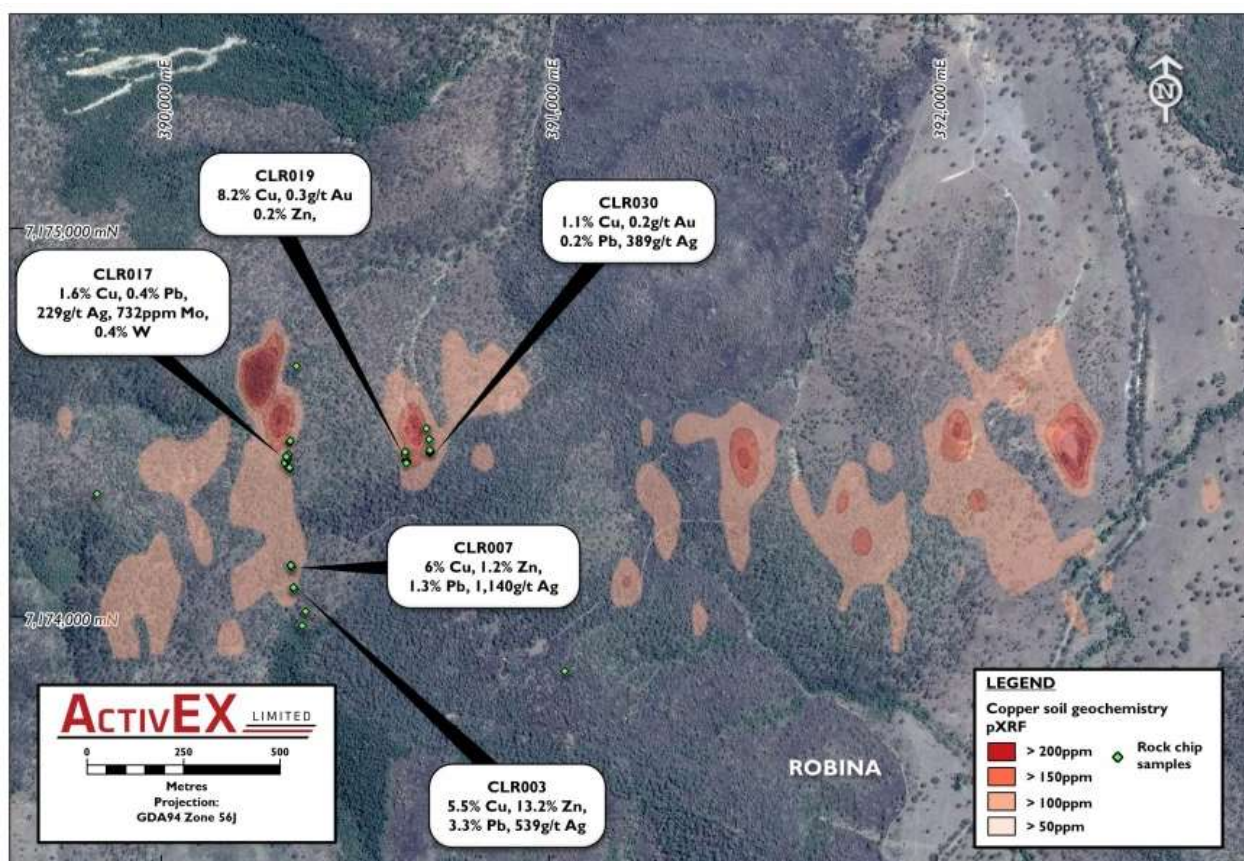 390,000 mE
391,000 mE
392,000 mE
N
CLR019
8.2% Cu, 0.3g/t Au
0.2% Zn,
CLR030
1.1% Cu, 0.2g/t Au
0.2% Pb, 389g/t Ag
7,175,000 mN
CLR017
1.6% Cu, 0.4% Pb,
229g/t Ag, 732ppm Mo,
0.4% W
CLR007
6% Cu, 1.2% Zn,
1.3% Pb, 1,140g/t Ag
7,174,000 mN
ACTIVEX LIMITED
0 250 500
Metres
Projection:
GDA94 Zone 56J
CLR003
5.5% Cu, 13.2% Zn,
3.3% Pb, 539g/t Ag
ROBINA
LEGEND
Copper soil geochemistry
pXRF
> 200ppm
> 150ppm
> 100ppm
> 50ppm
Rock chip
samples